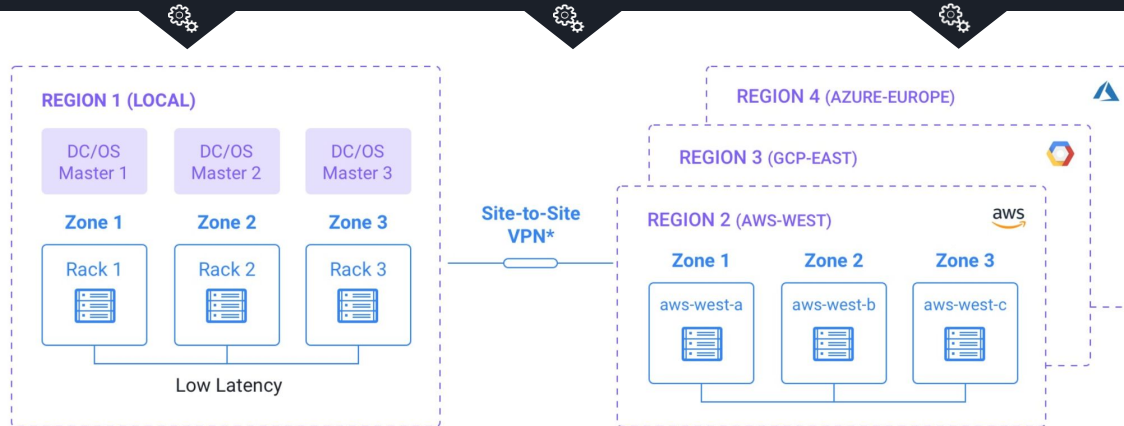 REGION 1 (LOCAL)
DC/OS
Master 1
DC/OS
Master 2
DC/OS
Master 3
Zone 1
Zone 2
Zone 3
Rack 1
Rack 2
Rack 3
Low Latency
Site-to-Site
VPN*
REGION 4 (AZURE-EUROPE)
REGION 3 (GCP-EAST)
REGION 2 (AWS-WEST)
aws
Zone 1
Zone 2
Zone 3
aws-west-a
aws-west-b
aws-west-c